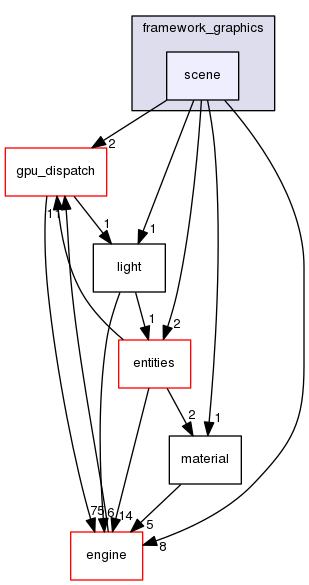 framework_graphics
scene
2
gpu_dispatch
1
1
1
1
light
1
2
entities
2
1
material
75
6
14
5
8
engine